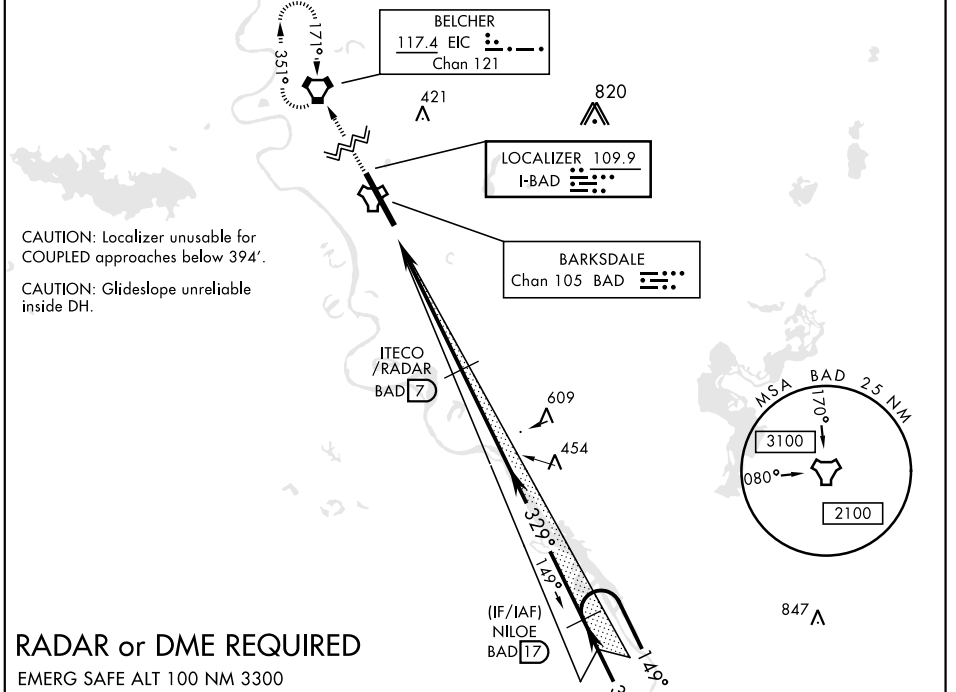 BELCHER
117.4 EIC
Chan 121
171°
351°
421
820
LOCALIZER 109.9
I-BAD
CAUTION: Localizer unusable for
COUPLED approaches below 394'.
CAUTION: Glideslope unreliable
inside DH.
BARKSDALE
Chan 105 BAD
ITECO
/RADAR
BAD 7
609
454
MSA BAD 25 NM
170°
3100
080°
2100
329°
149°
(IF/IAF)
NILOE
BAD 17
149°
847
RADAR or DME REQUIRED
EMERG SAFE ALT 100 NM 3300